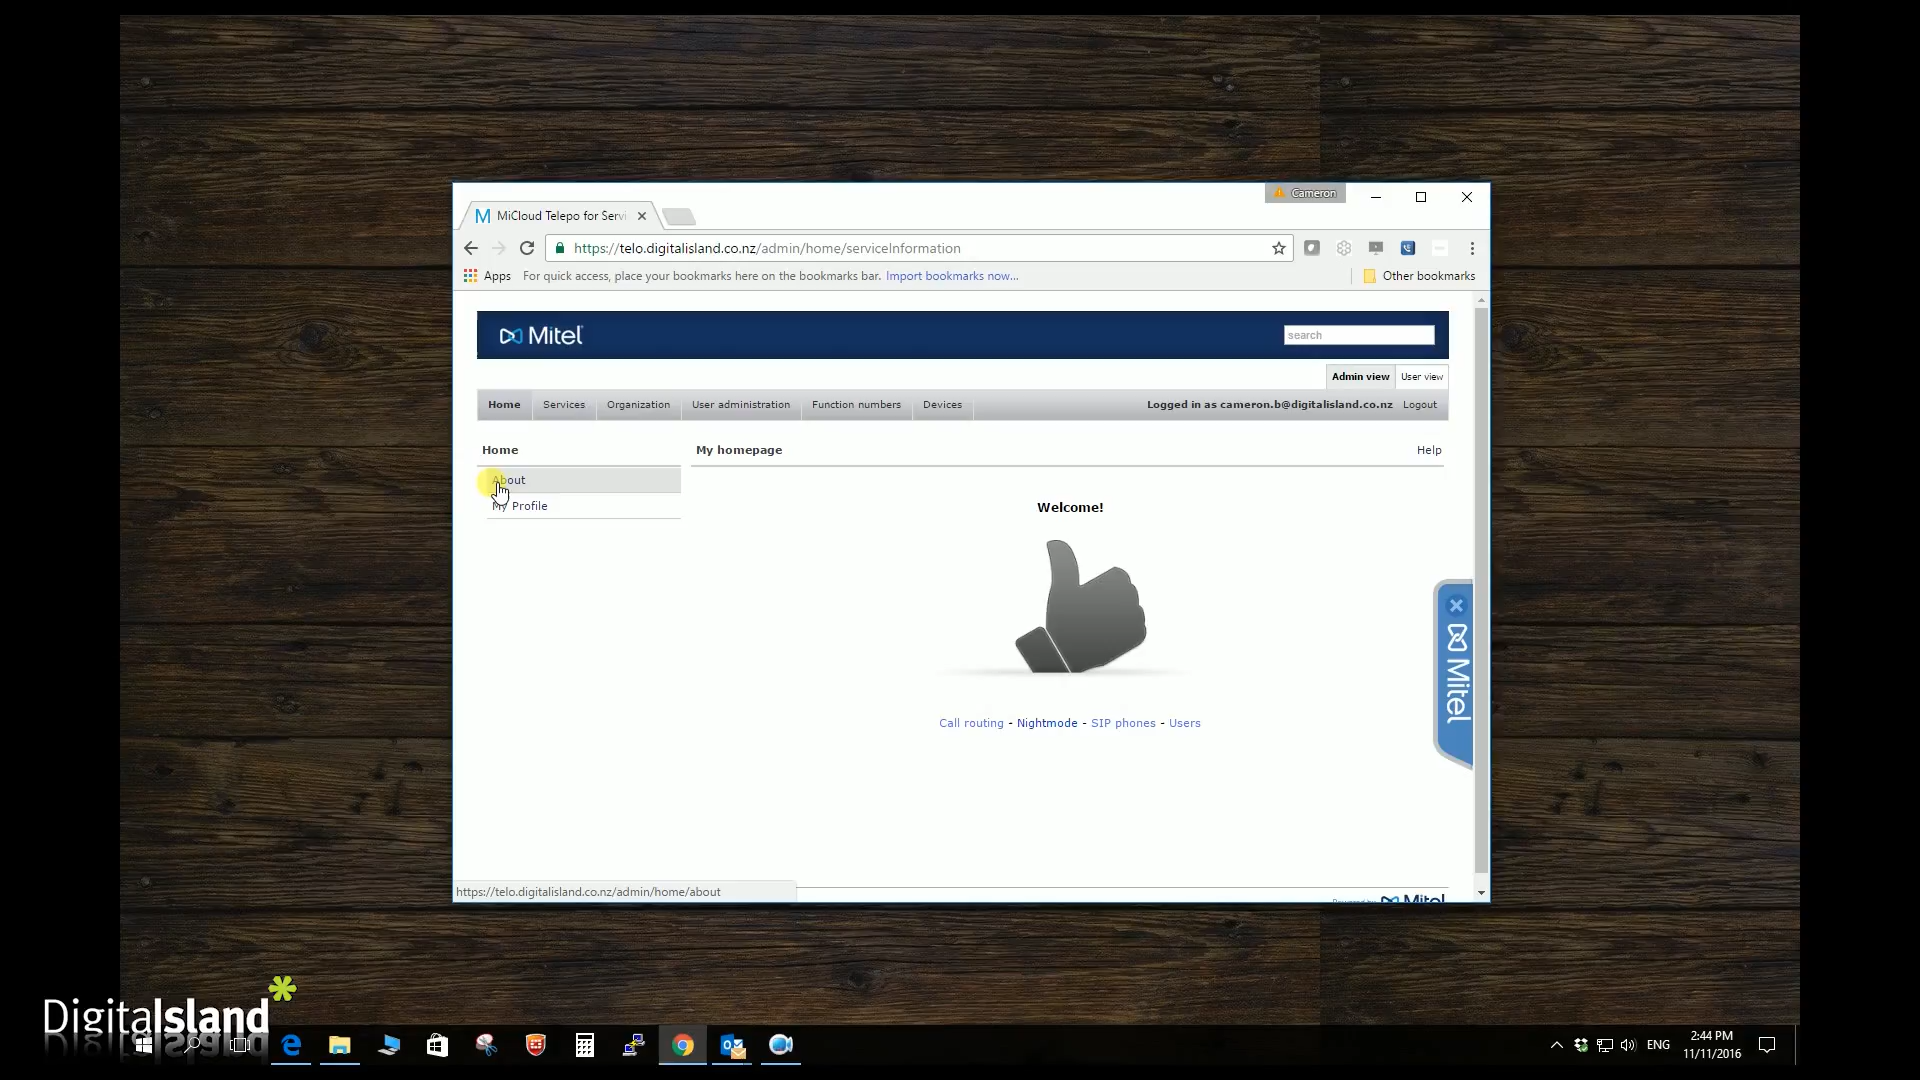 Cameron
MiCloud Telepo for Servi
https://telo.digitalisland.co.nz/admin/home/serviceInformation
Apps For quick access, place your bookmarks here on the bookmarks bar. Import bookmarks now... Other bookmarks
Mitel search
Admin view User view
Home Services Organization User administration Function numbers Devices Logged in as cameron.b@digitalisland.co.nz Logout
Home My homepage Help
About
My Profile
Welcome!
Mitel
Call routing - Nightmode - SIP phones - Users
https://telo.digitalisland.co.nz/admin/home/about
Powered by Mitel
DigitalIsland
ENG
2:44 PM
11/11/2016